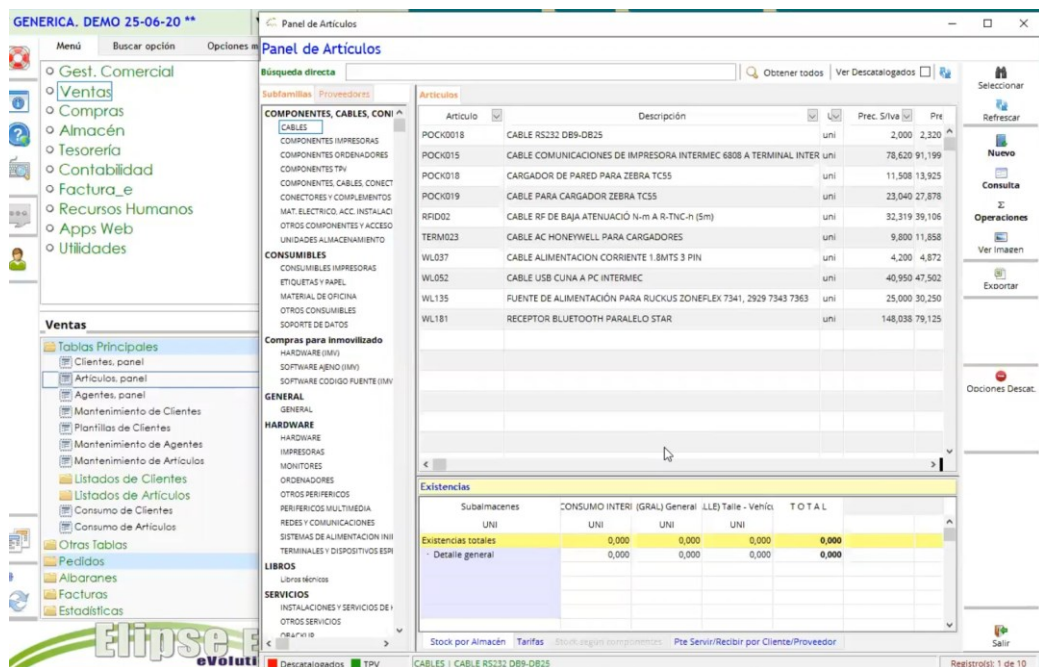 GENERICA. DEMO 25-06-20 **
Menú Buscar opción Opciones m
Gest. Comercial
Ventas
Compras
Almacén
Tesorería
Contabilidad
Factura_e
Recursos Humanos
Apps Web
Utilidades
Ventas
Tablas Principales
Clientes, panel
Artículos, panel
Agentes, panel
Mantenimiento de Clientes
Plantillas de Clientes
Mantenimiento de Agentes
Mantenimiento de Artículos
Listados de Clientes
Listados de Artículos
Consumo de Clientes
Consumo de Artículos
Otras Tablas
Pedidos
Albaranes
Facturas
Estadísticas
Elipse E
evoluti
Panel de Artículos
Panel de Artículos
Búsqueda directa Obtener todos Ver Descatalogados
Subfamilias Proveedores
COMPONENTES, CABLES, CONI
CABLES
COMPONENTES IMPRESORAS
COMPONENTES ORDENADORES
COMPONENTES TPV
COMPONENTES, CABLES, CONECT
CONECTORES Y COMPLEMENTOS
MAT. ELECTRICO, ACC. INSTALACI
OTROS COMPONENTES Y ACCESO
UNIDADES ALMACENAMIENTO
CONSUMIBLES
CONSUMIBLES IMPRESORAS
ETIQUETAS Y PAPEL
MATERIAL DE OFICINA
OTROS CONSUMIBLES
SOPORTE DE DATOS
Compras para inmovilizado
HARDWARE (IMV)
SOFTWARE AJENO (IMV)
SOFTWARE CODIGO FUENTE (IMV
GENERAL
GENERAL
HARDWARE
HARDWARE
IMPRESORAS
MONITORES
ORDENADORES
OTROS PERIFERICOS
PERIFERICOS MULTIMEDIA
REDES Y COMUNICACIONES
SISTEMAS DE ALIMENTACION ININ
TERMINALES Y DISPOSITIVOS ESPE
LIBROS
Libros técnicos
SERVICIOS
INSTALACIONES Y SERVICIOS DE H
OTROS SERVICIOS
Artículos
Artículo Descripción U Prec. S/Iva Pre
POCK0018 CABLE RS232 DB9-DB25 uni 2,000 2,320
POCK015 CABLE COMUNICACIONES DE IMPRESORA INTERMEC 6808 A TERMINAL INTER uni 78,620 91,199
POCK018 CARGADOR DE PARED PARA ZEBRA TC55 uni 11,508 13,925
POCK019 CABLE PARA CARGADOR ZEBRA TC55 uni 23,040 27,878
RFID02 CABLE RF DE BAJA ATENUACIÓ N-m A R-TNC-h (5m) uni 32,319 39,106
TERM023 CABLE AC HONEYWELL PARA CARGADORES uni 9,800 11,858
WL037 CABLE ALIMENTACION CORRIENTE 1.8MTS 3 PIN uni 4,200 4,872
WL052 CABLE USB CUNA A PC INTERMEC uni 40,950 47,502
WL135 FUENTE DE ALIMENTACIÓN PARA RUCKUS ZONEFLEX 7341, 2929 7343 7363 uni 25,000 30,250
WL181 RECEPTOR BLUETOOTH PARALELO STAR uni 148,038 79,125
Existencias
Subalmacenes CONSUMO INTERI (GRAL) General LLE) Talle - Vehícu T O T A L
UNI UNI UNI UNI
Existencias totales 0,000 0,000 0,000 0,000
Detalle general 0,000 0,000 0,000 0,000
Stock por Almacén Tarifas Stock según componentes Pte Servir/Recibir por Cliente/Proveedor
Descatalogados TPV CABLES | CABLE RS232 DB9-DB25 Registro(s): 1 de 10
Seleccionar
Refrescar
Nuevo
Consulta
Σ
Operaciones
Ver Imagen
Exportar
Opciones Descat.
Salir